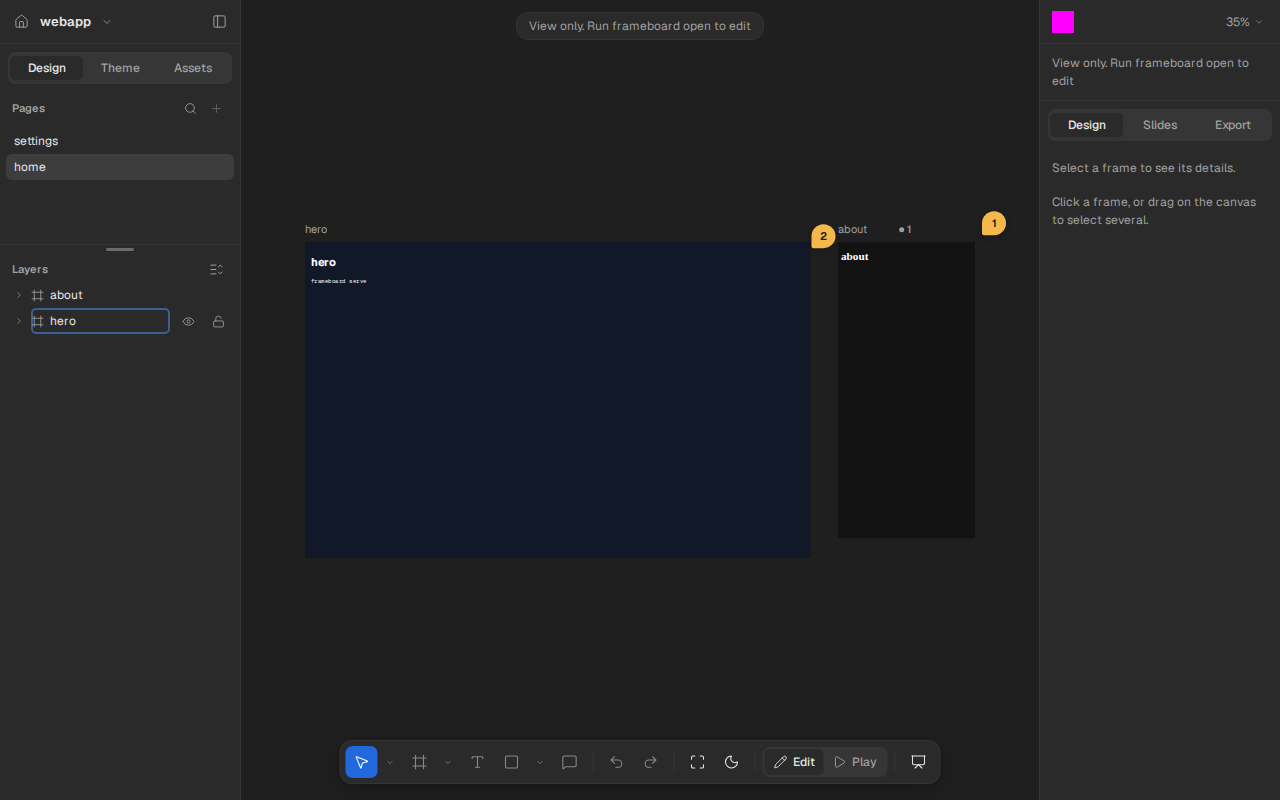 webapp
View only. Run frameboard open to edit
35%
Design Theme Assets
View only. Run frameboard open to
edit
Pages
Design Slides Export
settings
home
Select a frame to see its details.
Click a frame, or drag on the canvas
to select several.
hero
2
about
1
1
hero
about
frameboard serve
Layers
about
hero
Edit Play